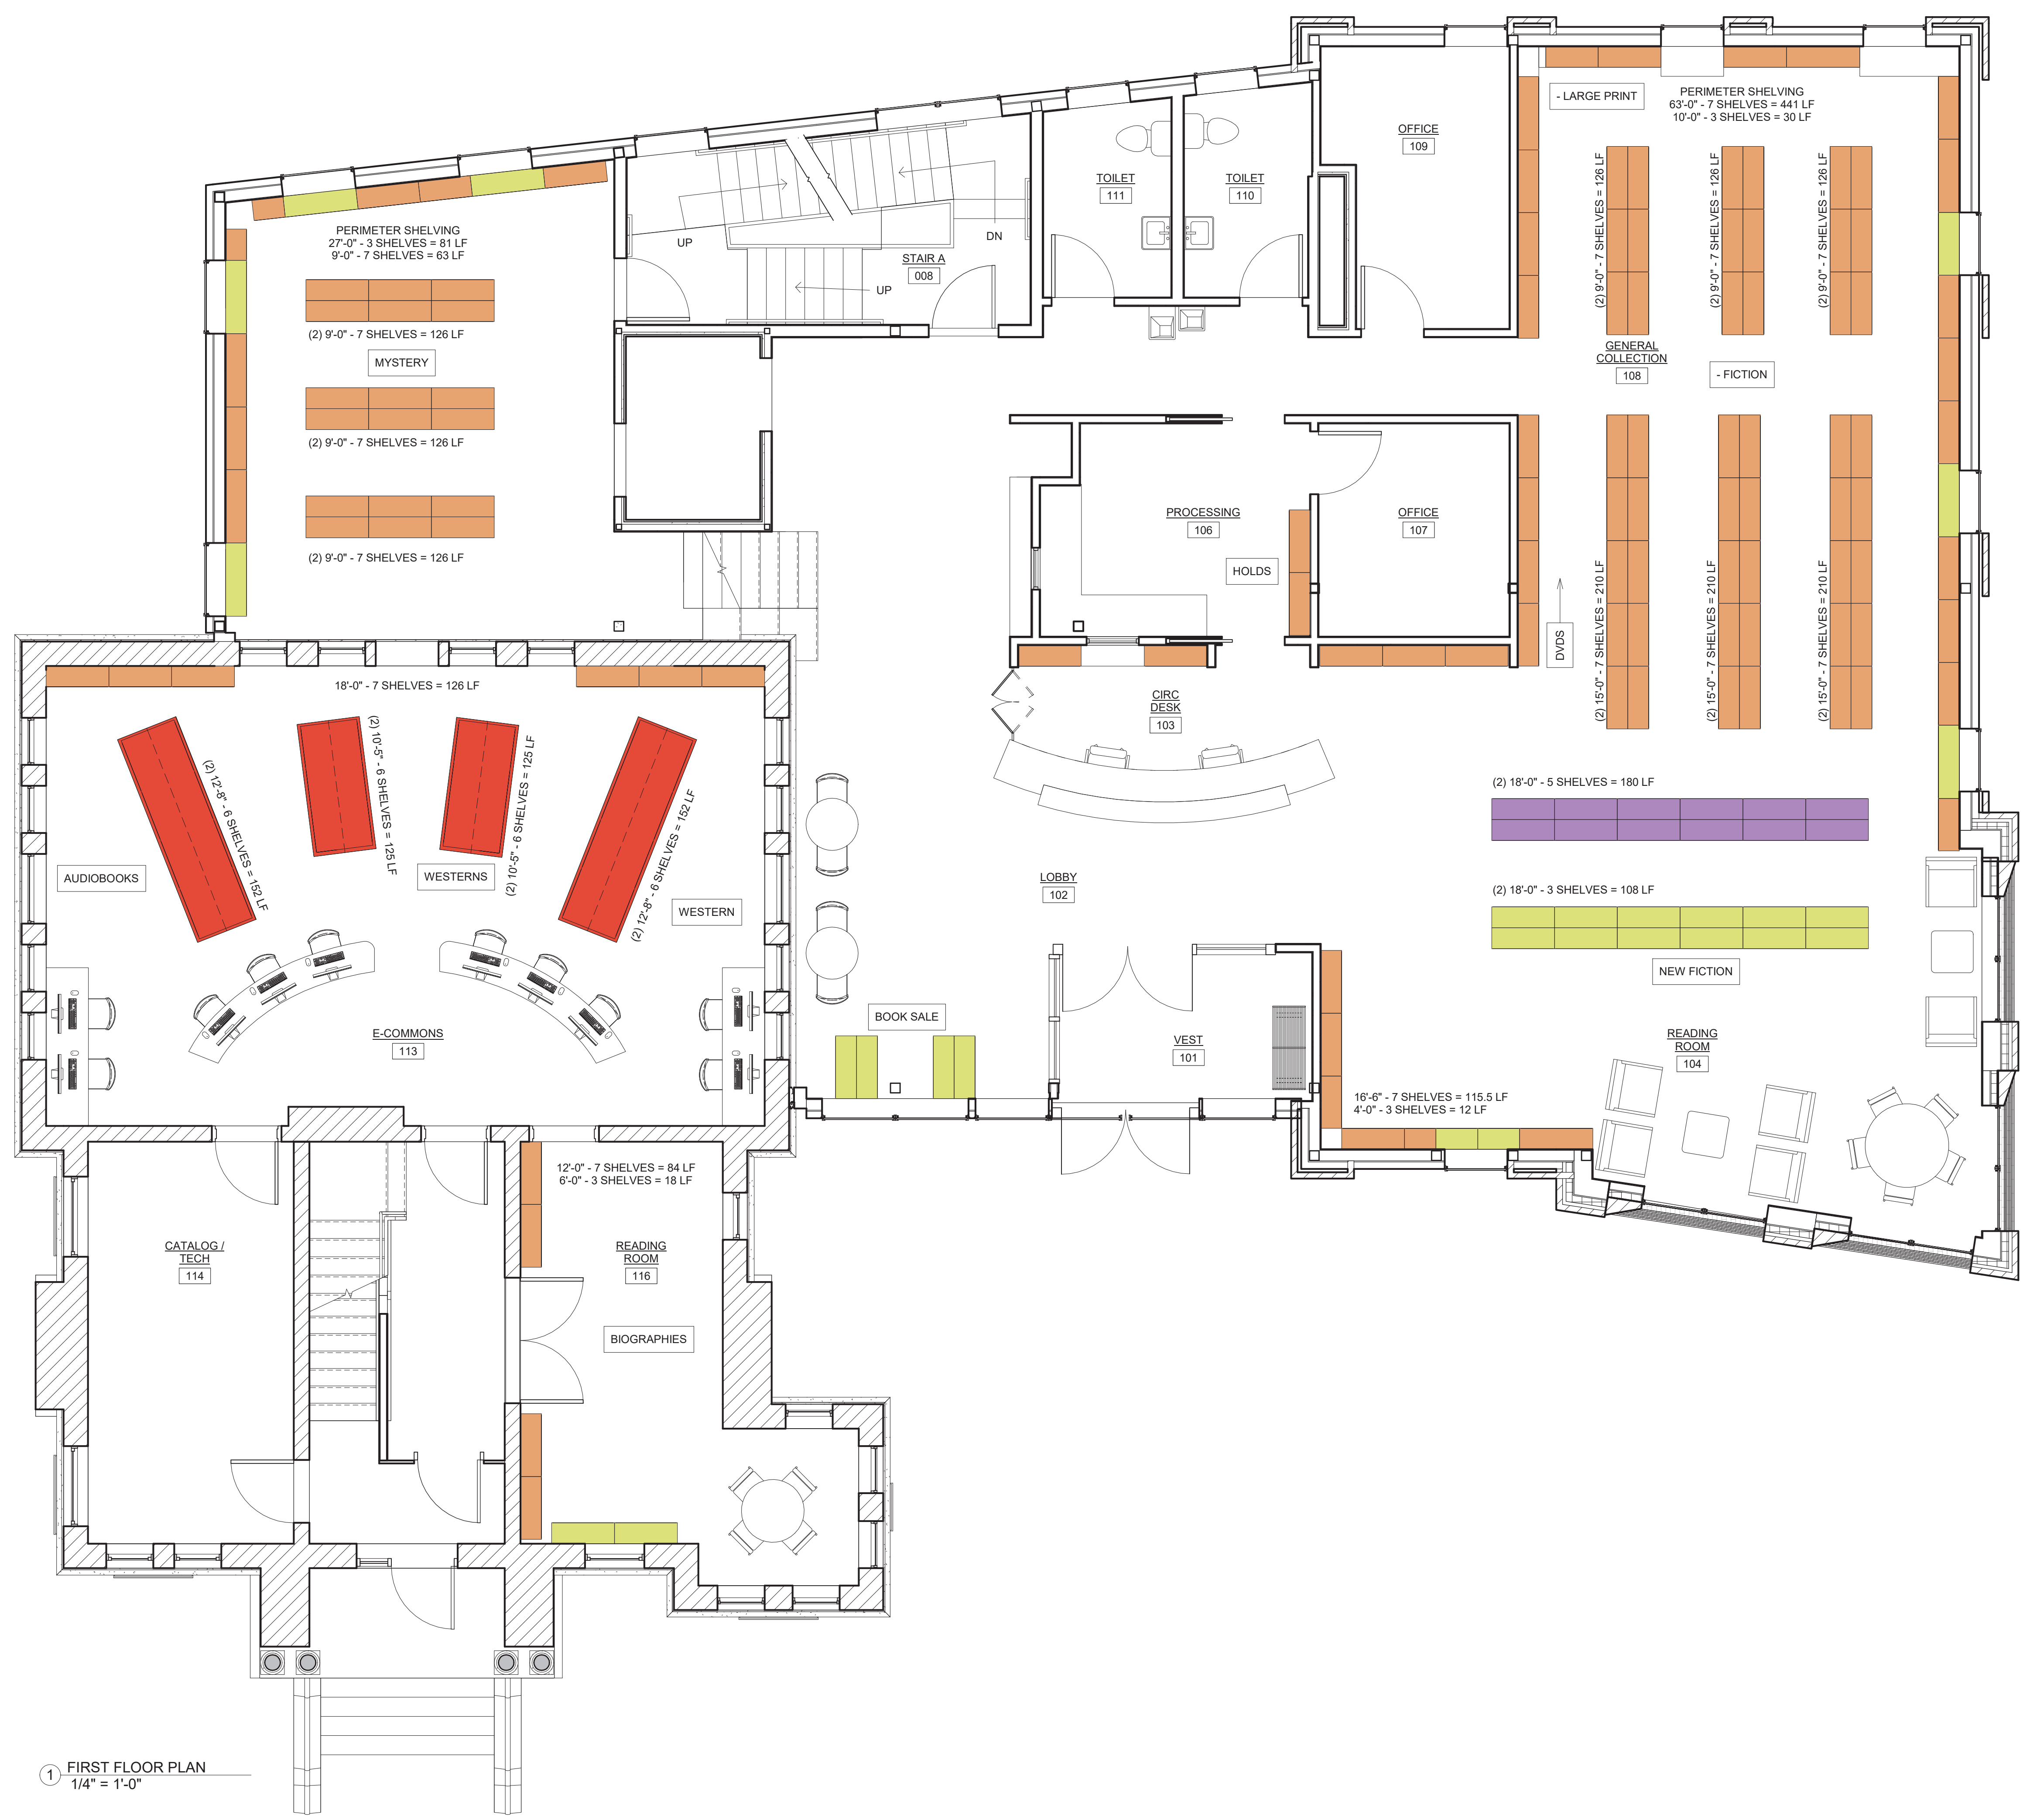 - LARGE PRINT
PERIMETER SHELVING
63'-0" - 7 SHELVES = 441 LF
10'-0" - 3 SHELVES = 30 LF
OFFICE
109
TOILET
111
TOILET
110
(2) 9'-0" - 7 SHELVES = 126 LF
(2) 9'-0" - 7 SHELVES = 126 LF
(2) 9'-0" - 7 SHELVES = 126 LF
PERIMETER SHELVING
27'-0" - 3 SHELVES = 81 LF
9'-0" - 7 SHELVES = 63 LF
UP
DN
STAIR A
008
UP
(2) 9'-0" - 7 SHELVES = 126 LF
MYSTERY
(2) 9'-0" - 7 SHELVES = 126 LF
(2) 9'-0" - 7 SHELVES = 126 LF
GENERAL
COLLECTION
108
- FICTION
PROCESSING
106
HOLDS
OFFICE
107
DVDS
(2) 15'-0" - 7 SHELVES = 210 LF
(2) 15'-0" - 7 SHELVES = 210 LF
(2) 15'-0" - 7 SHELVES = 210 LF
18'-0" - 7 SHELVES = 126 LF
CIRC
DESK
103
(2) 12'-8" - 6 SHELVES = 152 LF
(2) 10'-5" - 6 SHELVES = 125 LF
(2) 10'-5" - 6 SHELVES = 125 LF
(2) 12'-8" - 6 SHELVES = 152 LF
AUDIOBOOKS
WESTERNS
WESTERN
(2) 18'-0" - 5 SHELVES = 180 LF
LOBBY
102
(2) 18'-0" - 3 SHELVES = 108 LF
NEW FICTION
BOOK SALE
E-COMMONS
113
VEST
101
READING
ROOM
104
16'-6" - 7 SHELVES = 115.5 LF
4'-0" - 3 SHELVES = 12 LF
12'-0" - 7 SHELVES = 84 LF
6'-0" - 3 SHELVES = 18 LF
CATALOG /
TECH
114
READING
ROOM
116
BIOGRAPHIES
1
FIRST FLOOR PLAN
1/4" = 1'-0"